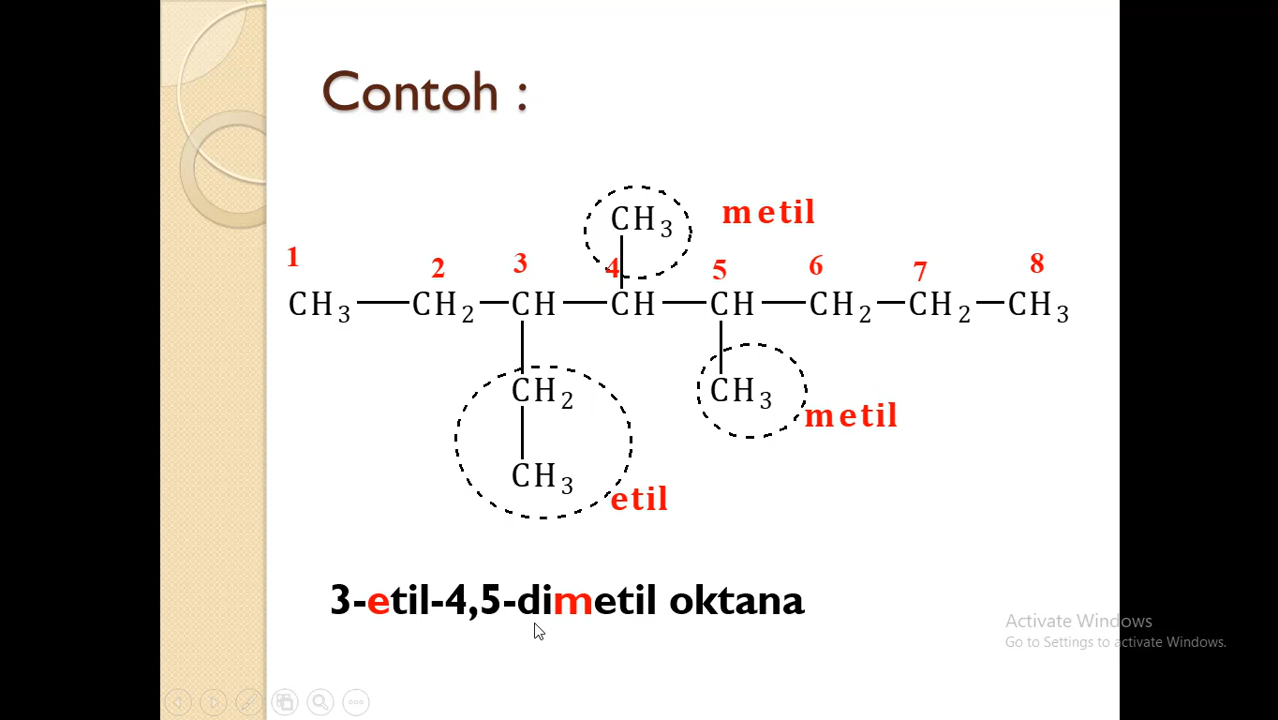 Contoh :
CH3 metil
1 2 3 4 5 6 7 8
CH3 CH2 CH CH CH CH2 CH2 CH3
CH2 CH3
metil
CH3
etil
3-etil-4,5-dimetil oktana
Activate Windows
Go to Settings to activate Windows.